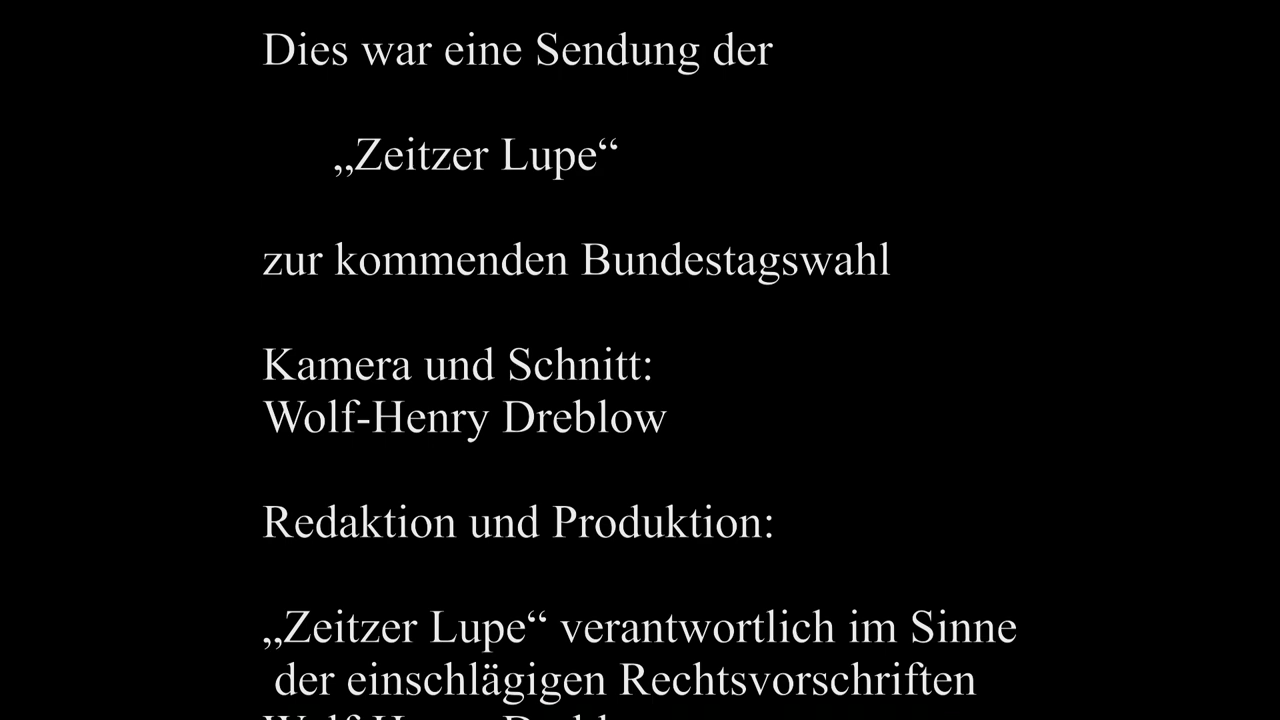 Dies war eine Sendung der
„Zeitzer Lupe“
zur kommenden Bundestagswahl
Kamera und Schnitt:
Wolf-Henry Dreblow
Redaktion und Produktion:
„Zeitzer Lupe“ verantwortlich im Sinne
der einschlägigen Rechtsvorschriften